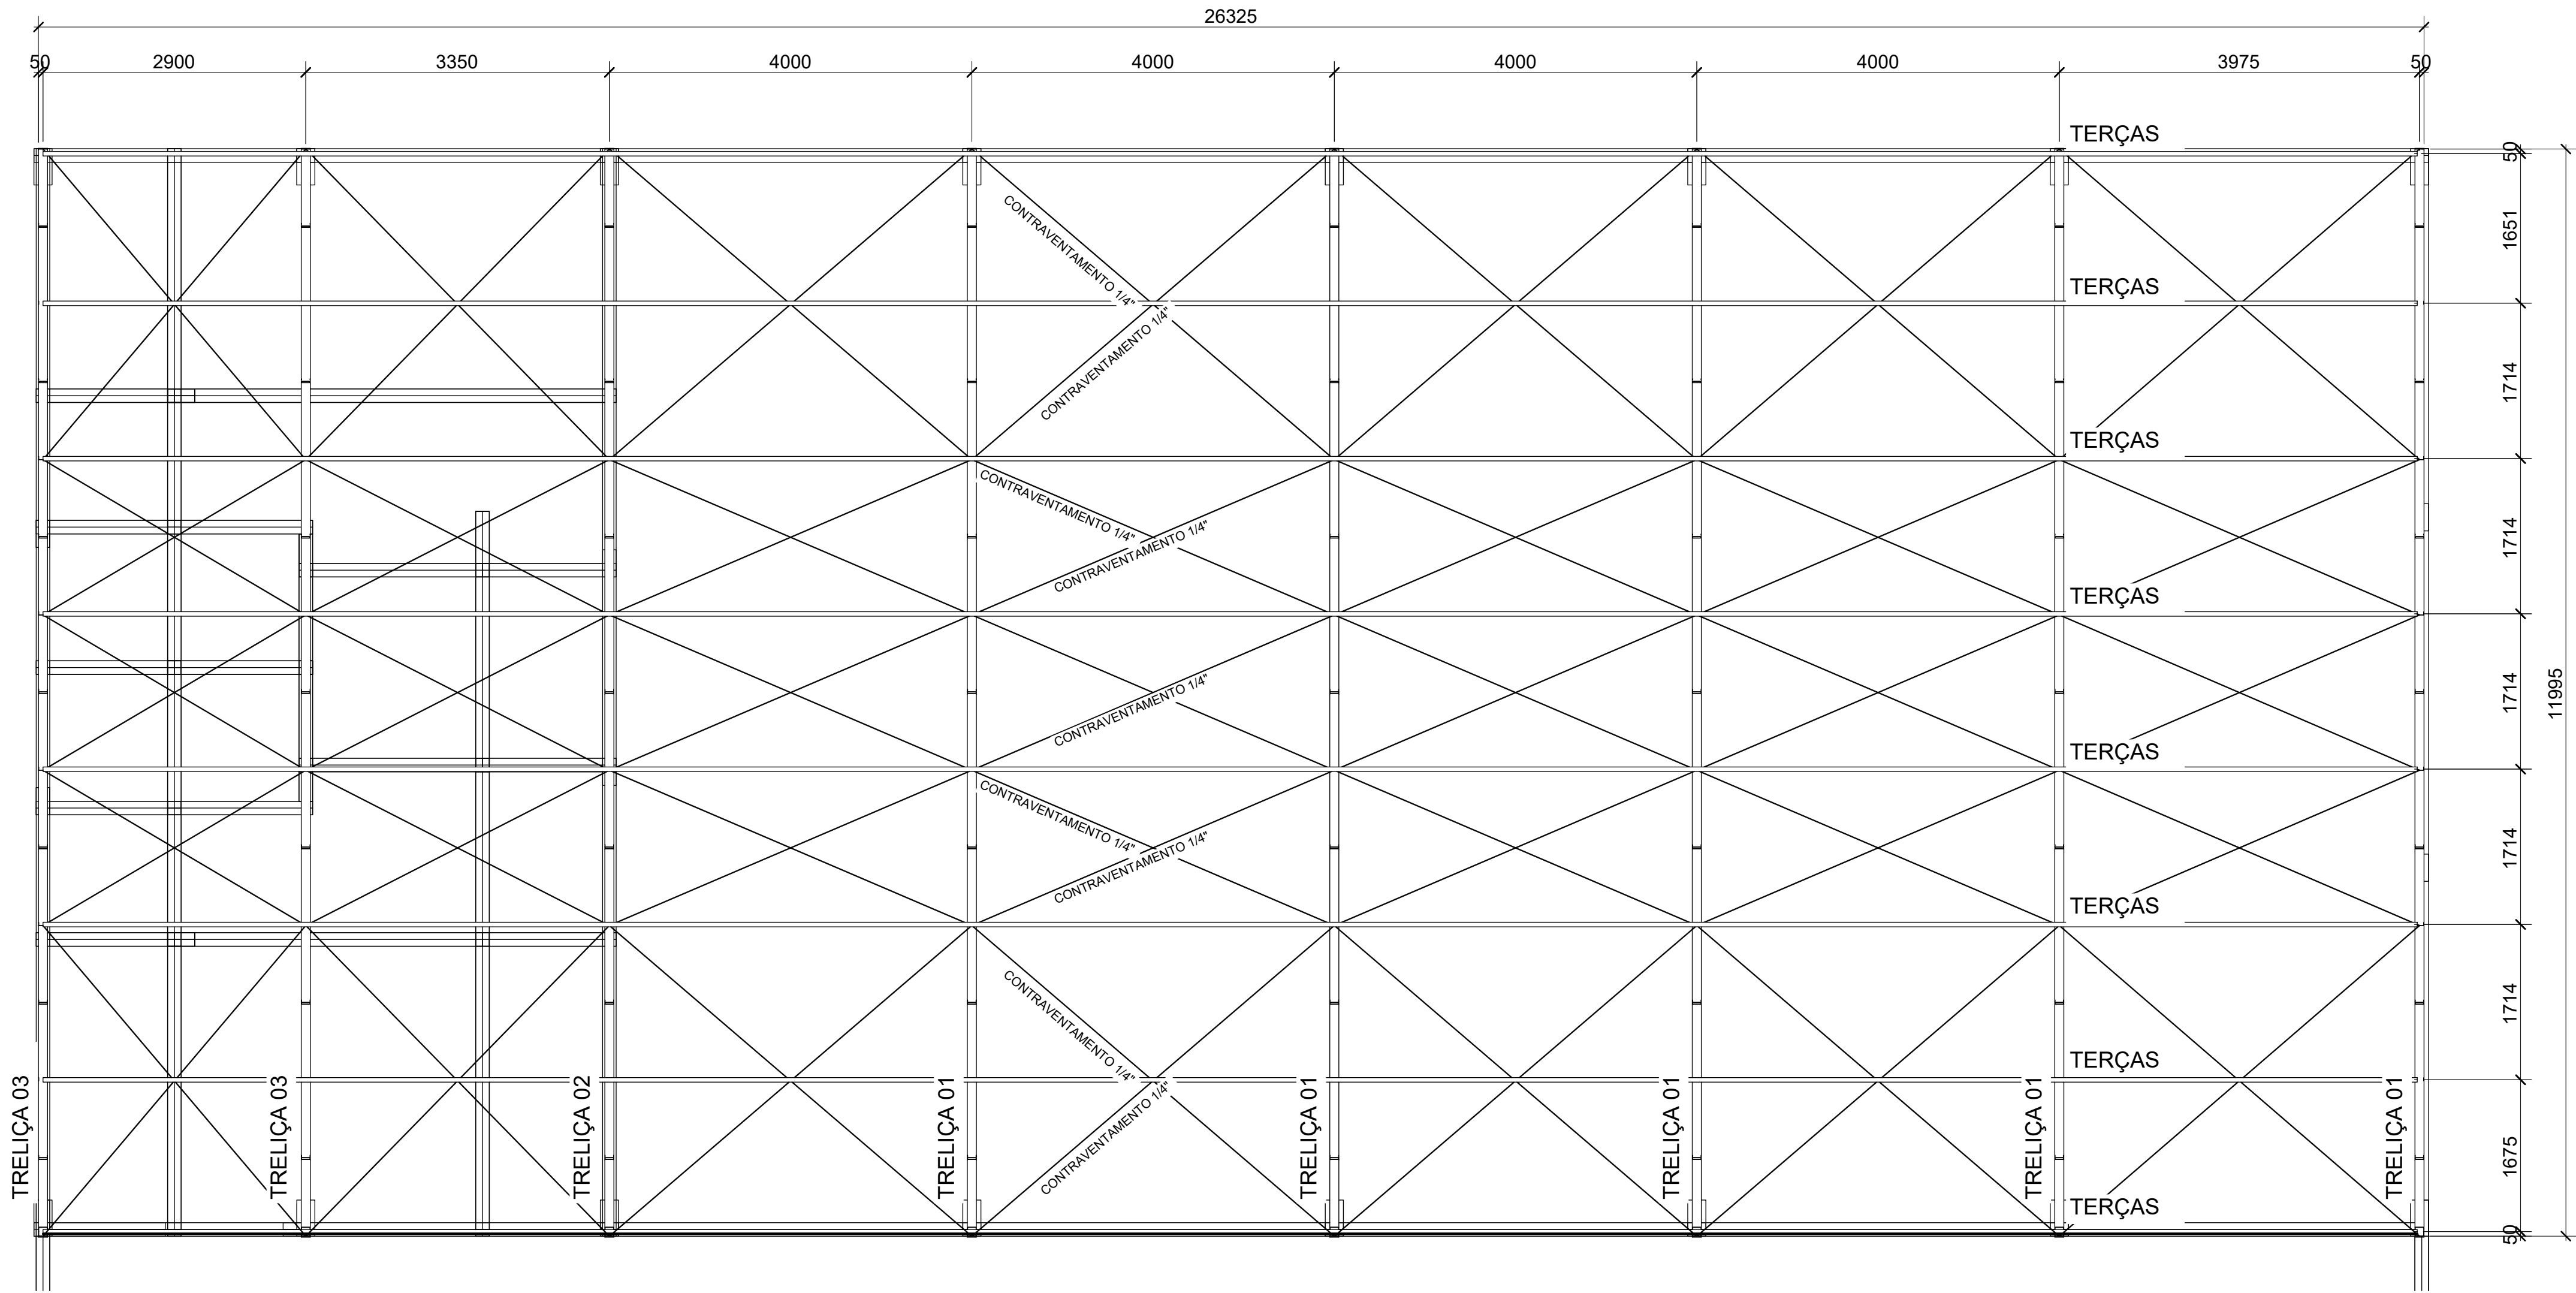 26325
50
2900
3350
4000
4000
4000
4000
3975
50
TERÇAS
50
1651
CONTRAVENTAMENTO 1/4"
TERÇAS
CONTRAVENTAMENTO 1/4"
1714
TERÇAS
CONTRAVENTAMENTO 1/4"
1714
CONTRAVENTAMENTO 1/4"
TERÇAS
CONTRAVENTAMENTO 1/4"
1714
11995
TERÇAS
CONTRAVENTAMENTO 1/4"
CONTRAVENTAMENTO 1/4"
1714
TERÇAS
CONTRAVENTAMENTO 1/4"
1714
TERÇAS
CONTRAVENTAMENTO 1/4"
TRELIÇA 03
TRELIÇA 03
TRELIÇA 02
TRELIÇA 01
TRELIÇA 01
TRELIÇA 01
TRELIÇA 01
TRELIÇA 01
1675
TERÇAS
50